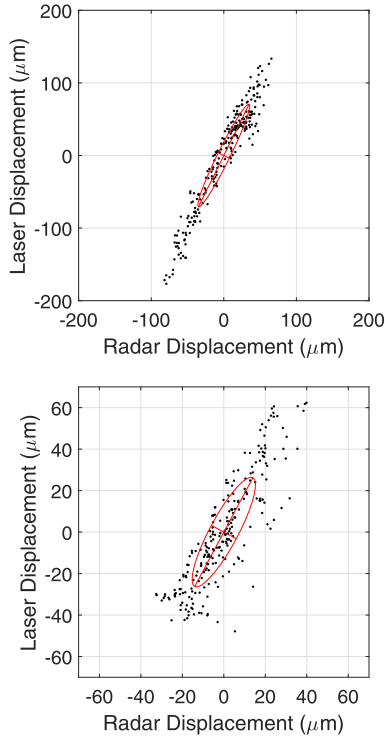 200
100
0
-100
-200
Laser Displacement (μm)
-200 -100 0 100 200
Radar Displacement (μm)
60
40
20
0
-20
-40
-60
Laser Displacement (μm)
-60 -40 -20 0 20 40 60
Radar Displacement (μm)